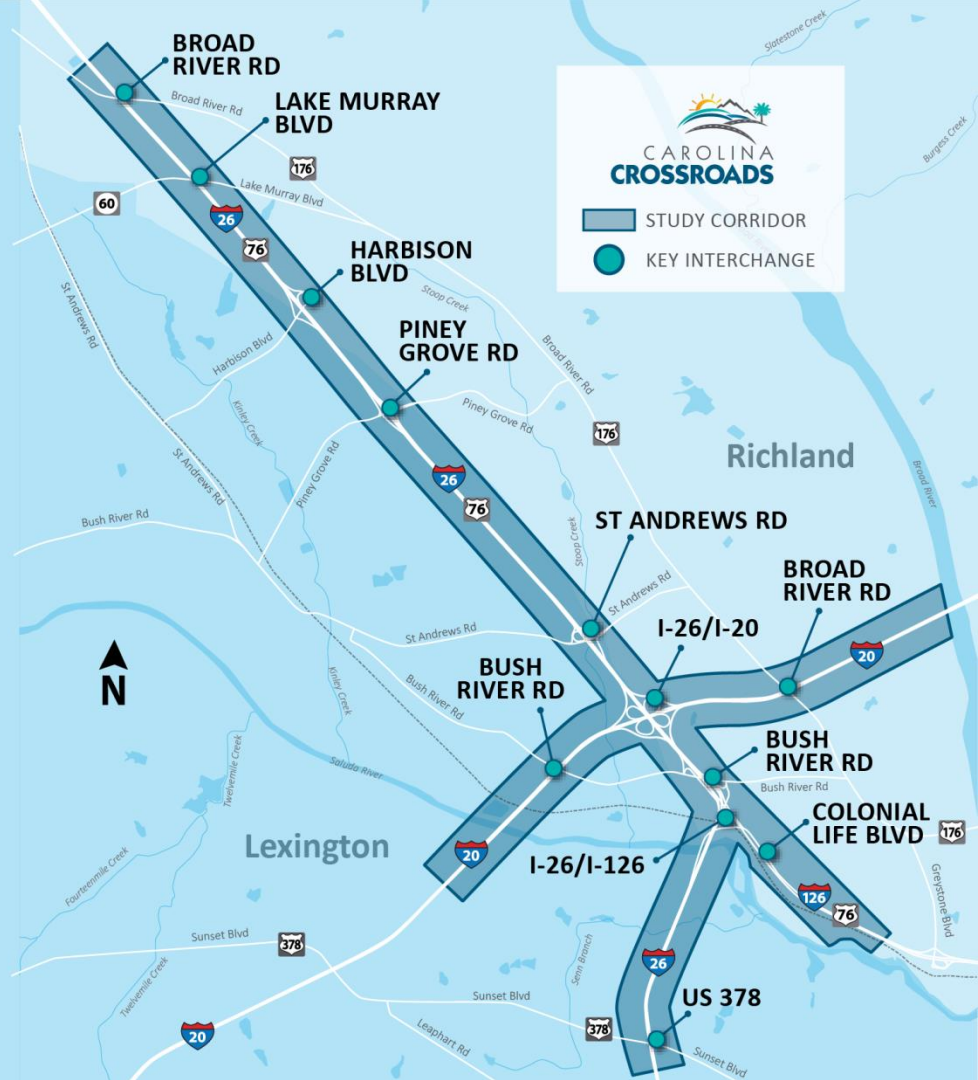 Slatestone Creek
BROAD
RIVER RD
Broad River Rd
LAKE MURRAY
BLVD
176
CAROLINA
CROSSROADS
STUDY CORRIDOR
KEY INTERCHANGE
Burgess Creek
60
Lake Murray Blvd
26
76
HARBISON
BLVD
St Andrews Rd
Stoop Creek
Harbison Blvd
PINEY
GROVE RD
Broad River Rd
Kinley Creek
Piney Grove Rd
176
Richland
Piney Grove Rd
St Andrews Rd
26
76
Broad River
Bush River Rd
ST ANDREWS RD
Stoop Creek
BROAD
RIVER RD
St Andrews Rd
I-26/I-20
St Andrews Rd
20
N
BUSH
RIVER RD
Bush River Rd
Kinley Creek
BUSH
RIVER RD
Bush River Rd
Saluda River
Twelvemile Creek
COLONIAL
LIFE BLVD
176
Lexington
20
I-26/I-126
Fourteenmile Creek
126
76
Greystone Blvd
Sunset Blvd
378
Senn Branch
26
Twelvemile Creek
Sunset Blvd
US 378
20
Leaphart Rd
378
Sunset Blvd